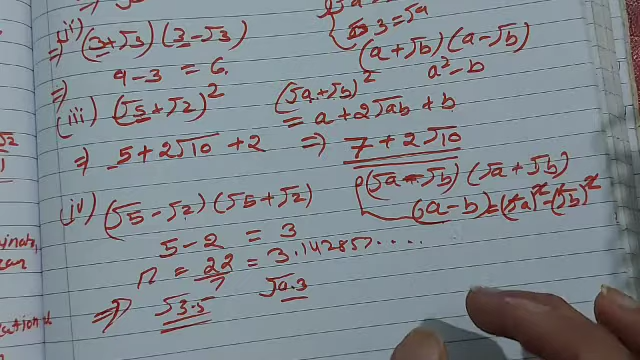 (ii)
⇒ (3+√3) (3-√3)
⇒ 9-3 = 6.
3 = √a
(a+√b) (a-√b)
a² - b
(iii) (√5+√2)²
(√a+√b)²
= a + 2√ab + b
⇒ 5+2√10 +2 ⇒ 7+2√10
(iv) (√5-√2) (√5+√2)
(√a-√b) (√a+√b)
(a-b) = (√a)² - (√b)²
5-2 = 3
π = 22/7 = 3.142857....
⇒ √3.5
√9.3